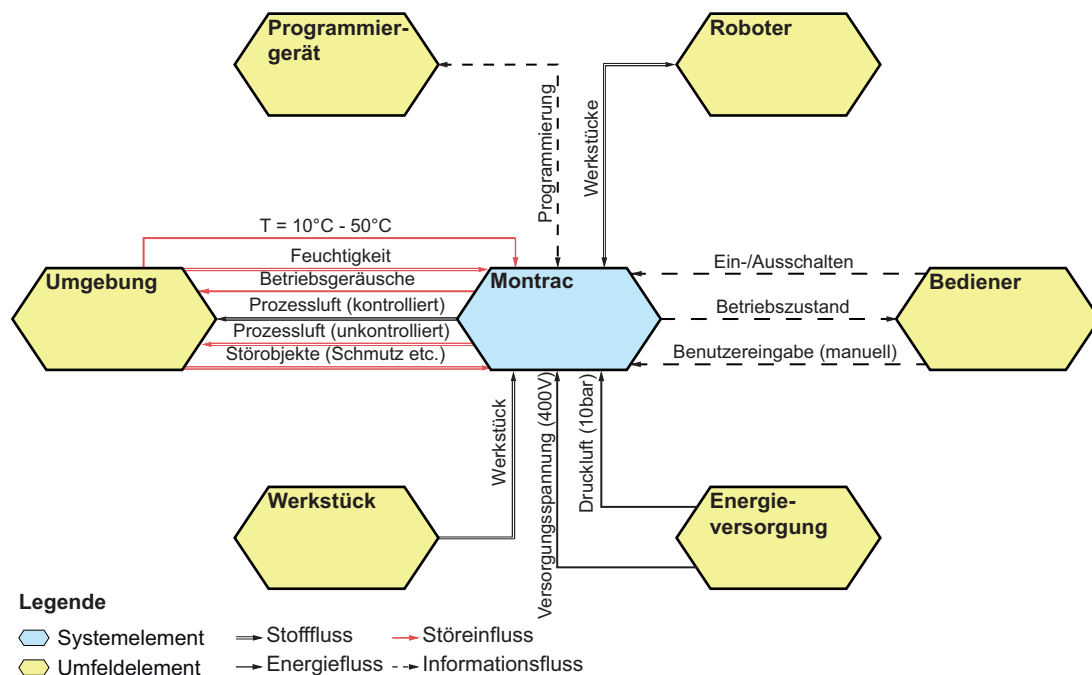 Programmier-
gerät
Roboter
Programmierung
Werkstücke
T = 10°C - 50°C
Feuchtigkeit
Betriebsgeräusche
Prozessluft (kontrolliert)
Prozessluft (unkontrolliert)
Störobjekte (Schmutz etc.)
Umgebung
Montrac
Ein-/Ausschalten
Betriebszustand
Benutzereingabe (manuell)
Bediener
Werkstück
Versorgungsspannung (400V)
Druckluft (10bar)
Werkstück
Energie-
versorgung
Legende
Systemelement
Stofffluss
Störeinfluss
Umfeldelement
Energiefluss
Informationsfluss